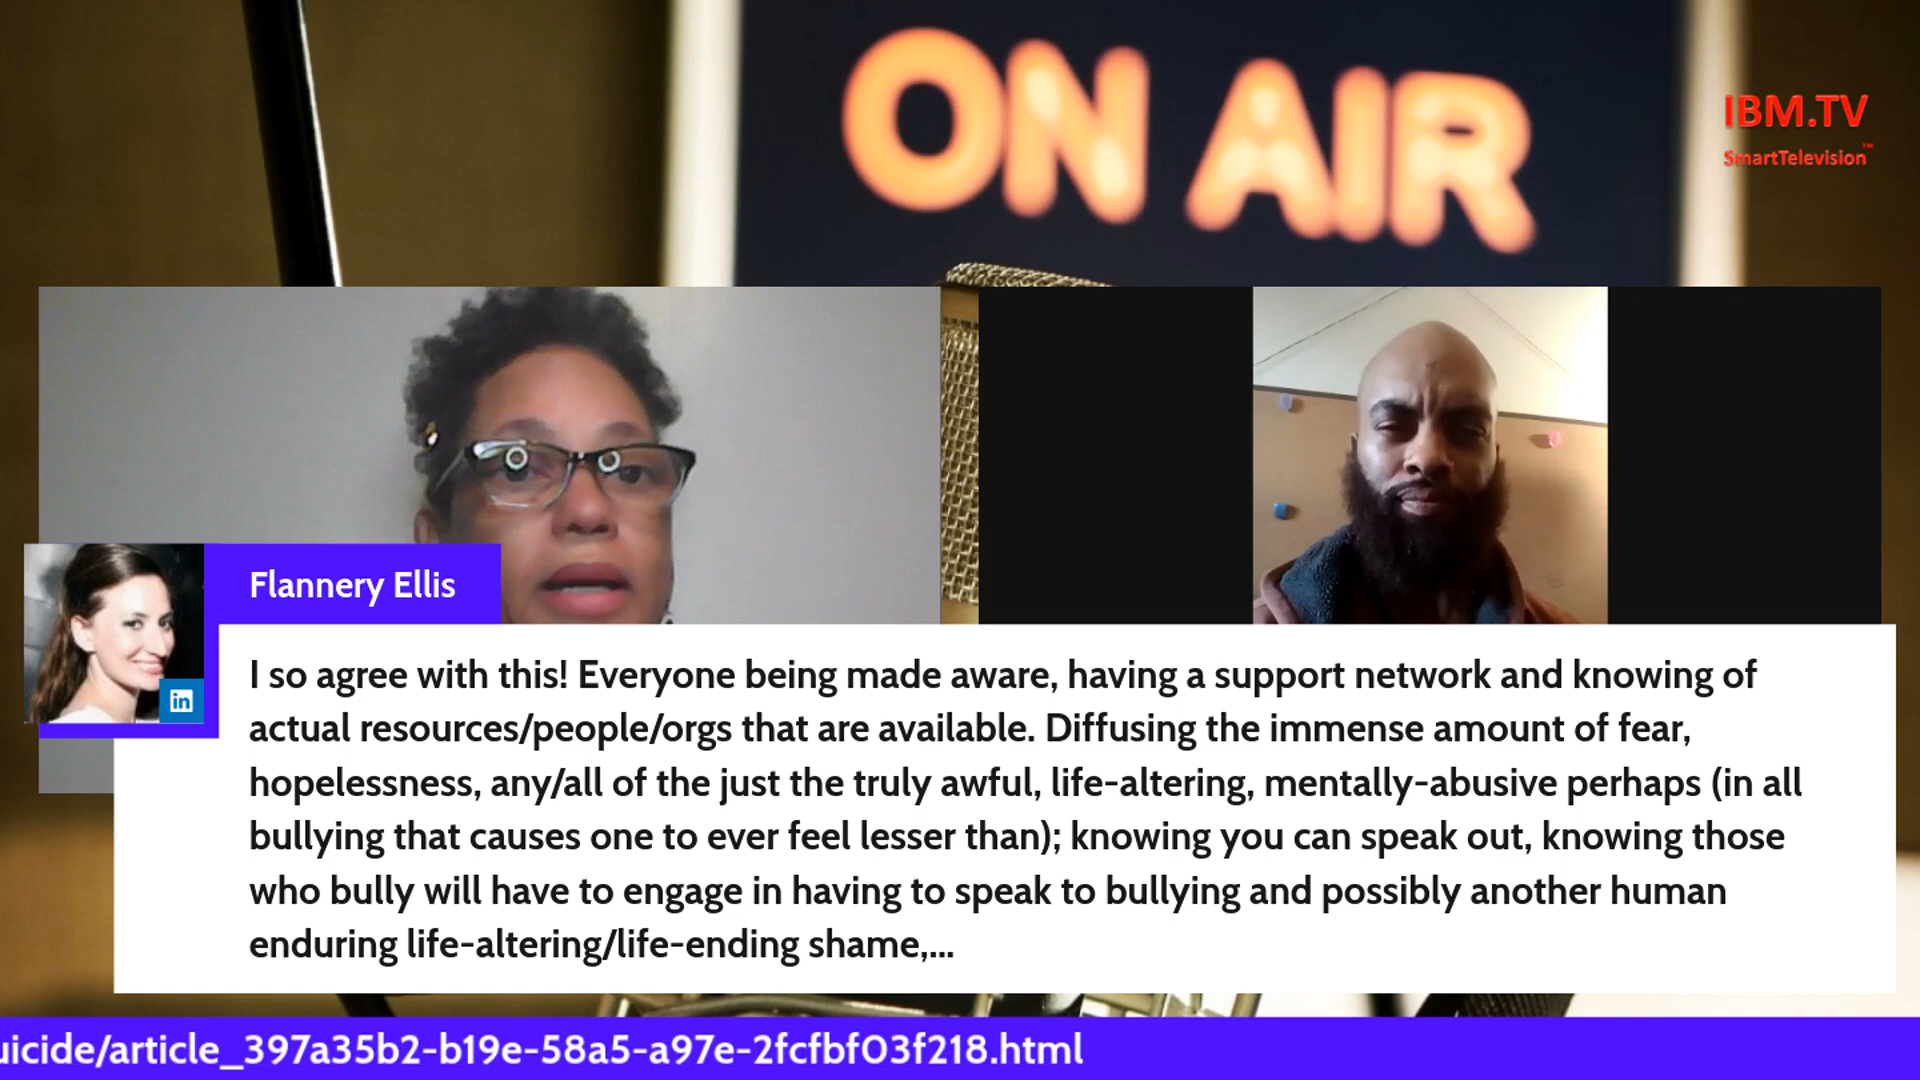 ON AIR
IBM.TV
SmartTelevision™
Flannery Ellis
in
I so agree with this! Everyone being made aware, having a support network and knowing of
actual resources/people/orgs that are available. Diffusing the immense amount of fear,
hopelessness, any/all of the just the truly awful, life-altering, mentally-abusive perhaps (in all
bullying that causes one to ever feel lesser than); knowing you can speak out, knowing those
who bully will have to engage in having to speak to bullying and possibly another human
enduring life-altering/life-ending shame,...
uicide/article_397a35b2-b19e-58a5-a97e-2fcfbf03f218.html